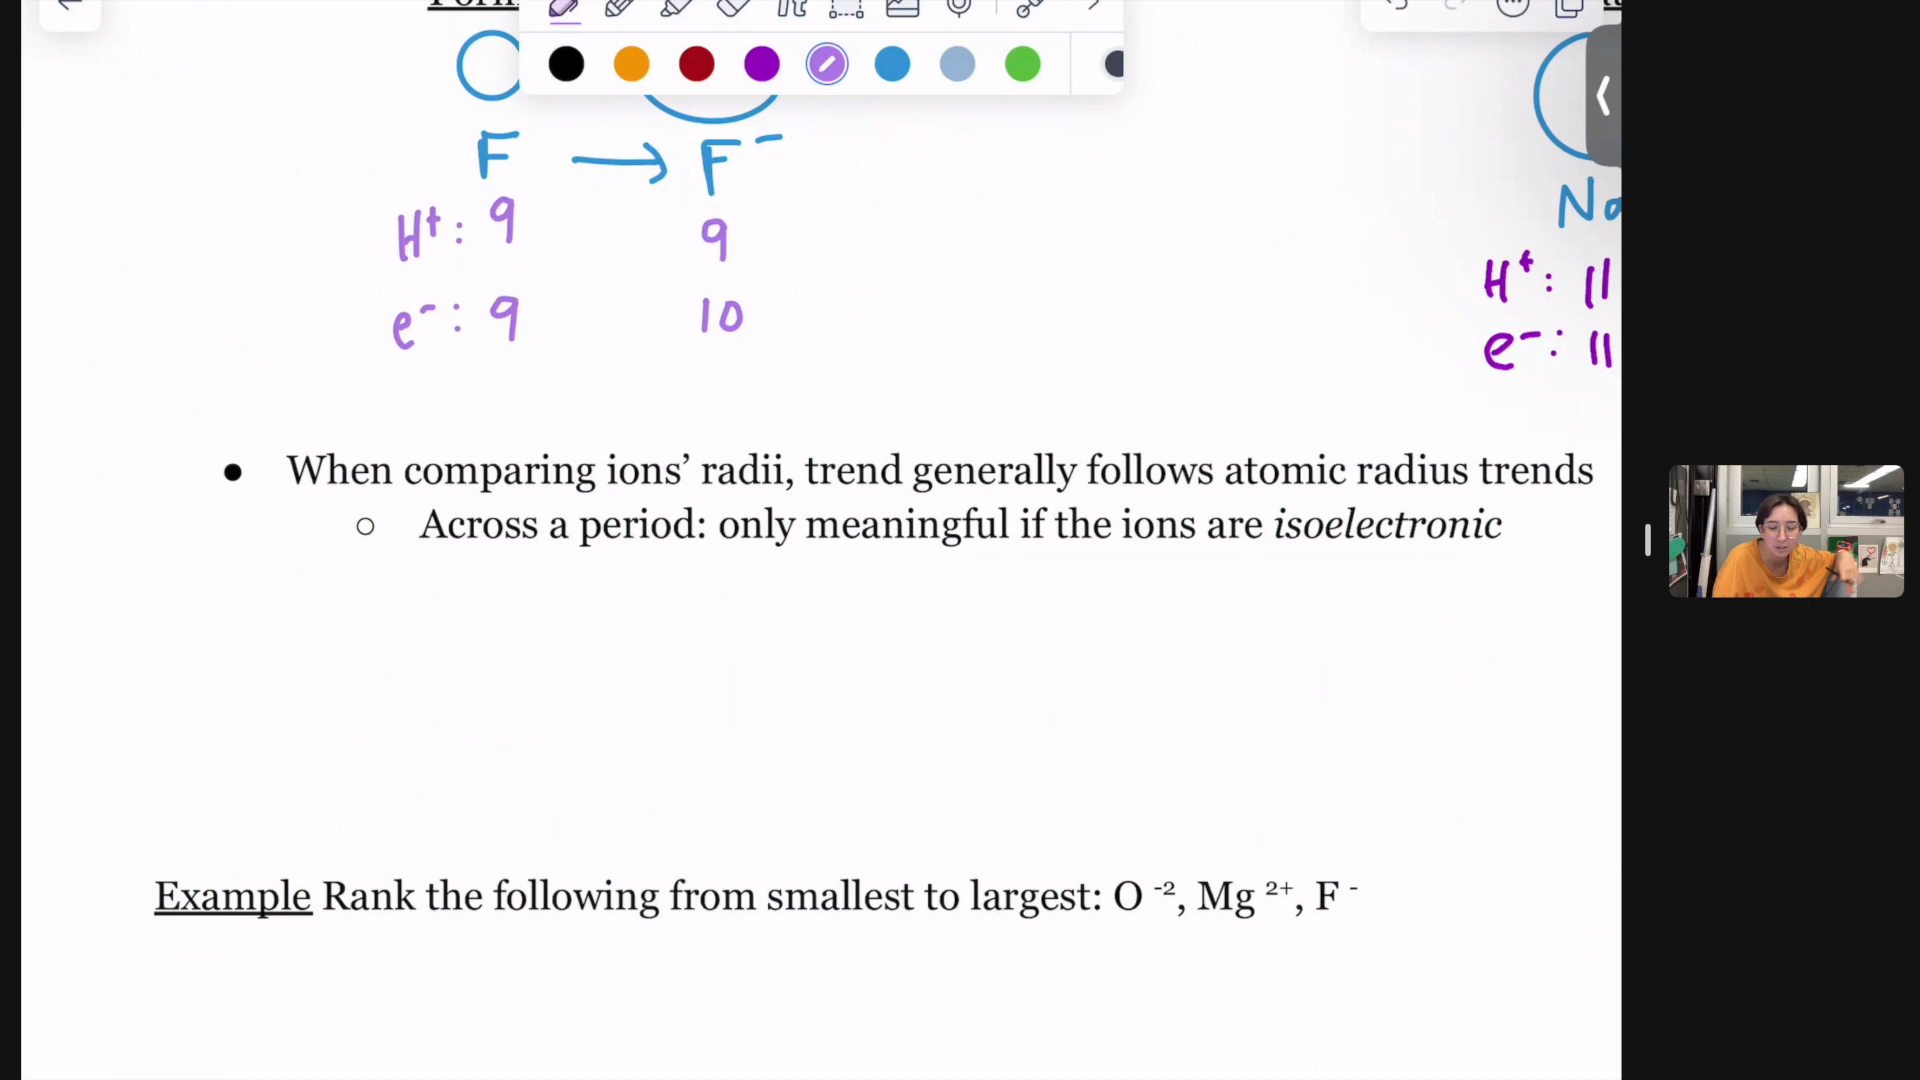 F → F⁻
H⁺: 9 9
e⁻: 9 10
H⁺: 11
e⁻: 11
● When comparing ions’ radii, trend generally follows atomic radius trends
○ Across a period: only meaningful if the ions are isoelectronic
Example Rank the following from smallest to largest: O ⁻², Mg ²⁺, F ⁻